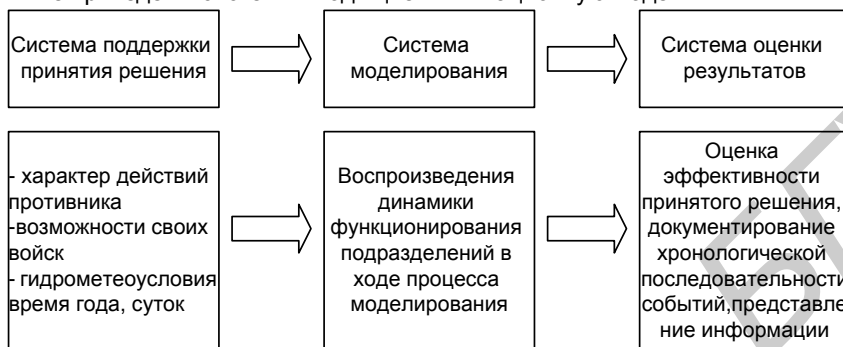 Система поддержки
принятия решения
Система
моделирования
Система оценки
результатов
- характер действий
противника
-возможности своих
войск
- гидрометеоусловия
время года, суток
Воспроизведения
динамики
функционирования
подразделений в
ходе процесса
моделирования
Оценка
эффективности
принятого решения,
документирование
хронологической
последовательности
событий,представле
ние информации